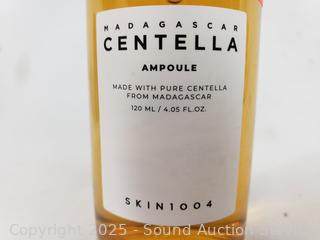 MADAGASCAR
CENTELLA
AMPOULE
MADE WITH PURE CENTELLA
FROM MADAGASCAR
120 ML / 4.05 FL.OZ.
SKIN1004
Copyright 2025 - Sound Auction Service